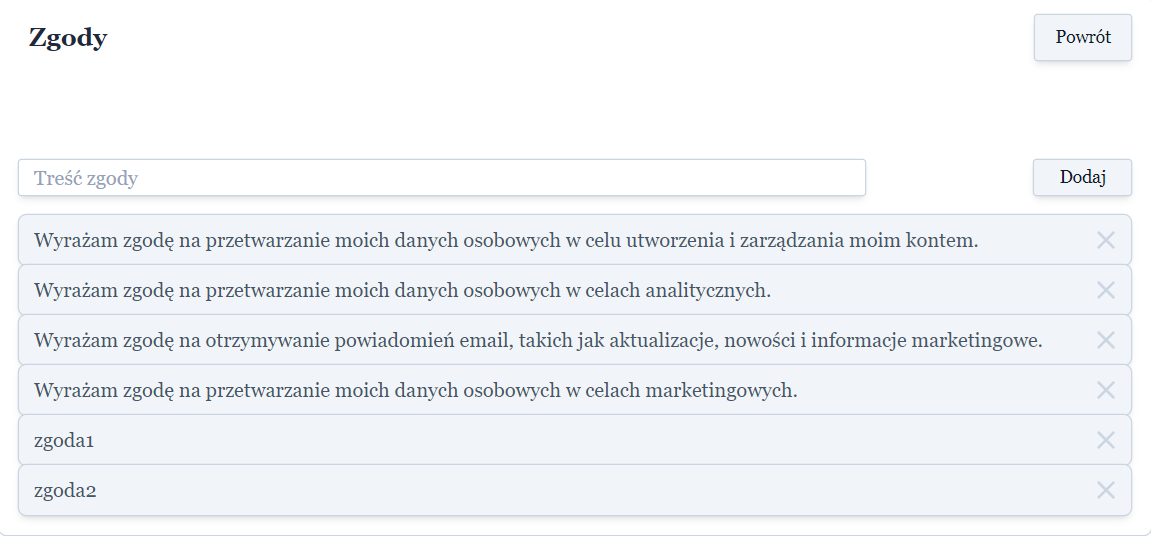 Zgody
Powrót
Treść zgody
Dodaj
Wyrażam zgodę na przetwarzanie moich danych osobowych w celu utworzenia i zarządzania moim kontem.
Wyrażam zgodę na przetwarzanie moich danych osobowych w celach analitycznych.
Wyrażam zgodę na otrzymywanie powiadomień email, takich jak aktualizacje, nowości i informacje marketingowe.
Wyrażam zgodę na przetwarzanie moich danych osobowych w celach marketingowych.
zgoda1
zgoda2